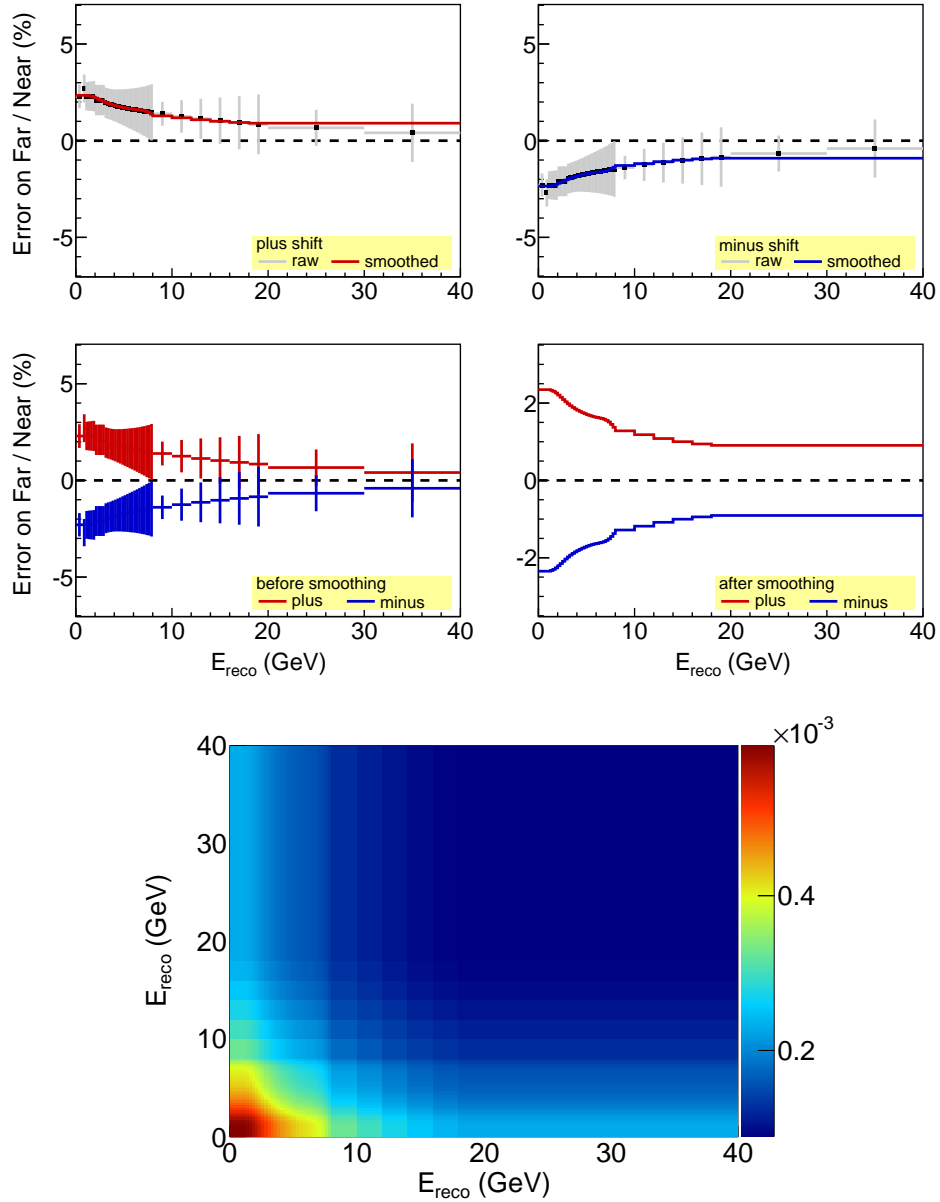 Error on Far / Near (%)
5
0
-5
plus shift
raw smoothed
0 10 20 30 40
5
0
-5
minus shift
raw smoothed
0 10 20 30 40
Error on Far / Near (%)
5
0
-5
before smoothing
plus minus
0 10 20 30 40
E_reco (GeV)
2
0
-2
after smoothing
plus minus
0 10 20 30 40
E_reco (GeV)
×10^-3
E_reco (GeV)
40
30
20
10
0
0.4
0.2
0 10 20 30 40
E_reco (GeV)